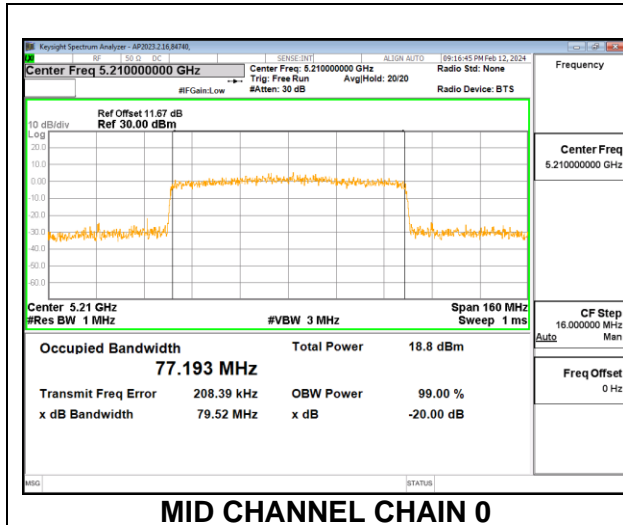 Keysight Spectrum Analyzer - AP2023.2.16,84740,
RF 50 Ω DC SENSE:INT ALIGN AUTO 09:16:45 PM Feb 12, 2024
Center Freq 5.210000000 GHz Center Freq: 5.210000000 GHz Radio Std: None
Trig: Free Run Avg|Hold: 20/20
#IFGain:Low #Atten: 30 dB Radio Device: BTS
Frequency
Ref Offset 11.67 dB
10 dB/div Ref 30.00 dBm
Log
20.0
10.0
0.00
-10.0
-20.0
-30.0
-40.0
-50.0
-60.0
Center Freq
5.210000000 GHz
Center 5.21 GHz Span 160 MHz
#Res BW 1 MHz #VBW 3 MHz Sweep 1 ms
CF Step
16.000000 MHz
Auto Man
Occupied Bandwidth Total Power 18.8 dBm
77.193 MHz
Transmit Freq Error 208.39 kHz OBW Power 99.00 %
x dB Bandwidth 79.52 MHz x dB -20.00 dB
Freq Offset
0 Hz
MSG STATUS
MID CHANNEL CHAIN 0